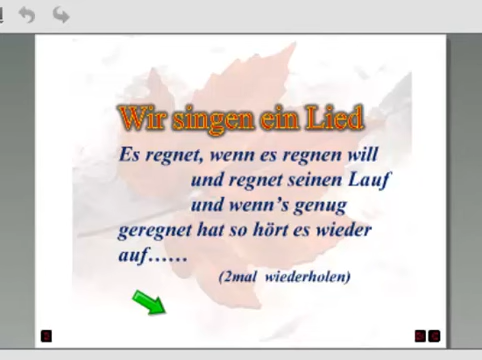 Wir singen ein Lied
Es regnet, wenn es regnen will
und regnet seinen Lauf
und wenn’s genug
geregnet hat so hört es wieder
auf……
(2mal wiederholen)